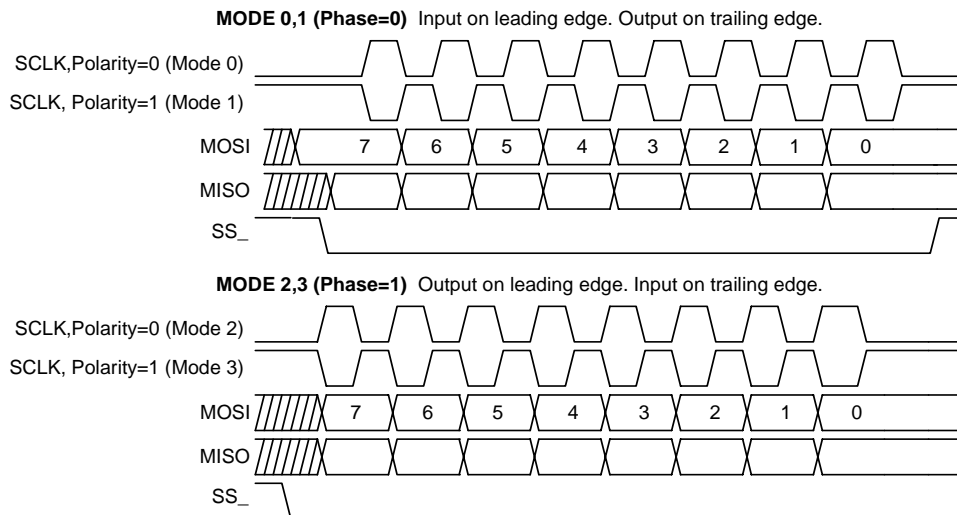 MODE 0,1 (Phase=0) Input on leading edge. Output on trailing edge.
SCLK,Polarity=0 (Mode 0)
SCLK, Polarity=1 (Mode 1)
MOSI 7 6 5 4 3 2 1 0
MISO
SS_
MODE 2,3 (Phase=1) Output on leading edge. Input on trailing edge.
SCLK,Polarity=0 (Mode 2)
SCLK, Polarity=1 (Mode 3)
MOSI 7 6 5 4 3 2 1 0
MISO
SS_